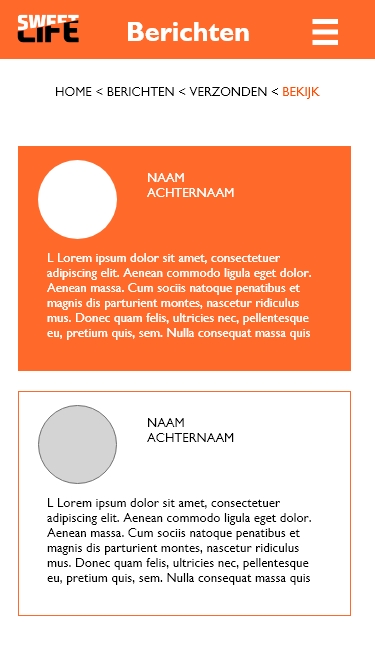 SWEET
LIFE
Berichten
HOME < BERICHTEN < VERZONDEN < BEKIJK
NAAM
ACHTERNAAM
L Lorem ipsum dolor sit amet, consectetuer
adipiscing elit. Aenean commodo ligula eget dolor.
Aenean massa. Cum sociis natoque penatibus et
magnis dis parturient montes, nascetur ridiculus
mus. Donec quam felis, ultricies nec, pellentesque
eu, pretium quis, sem. Nulla consequat massa quis
NAAM
ACHTERNAAM
L Lorem ipsum dolor sit amet, consectetuer
adipiscing elit. Aenean commodo ligula eget dolor.
Aenean massa. Cum sociis natoque penatibus et
magnis dis parturient montes, nascetur ridiculus
mus. Donec quam felis, ultricies nec, pellentesque
eu, pretium quis, sem. Nulla consequat massa quis